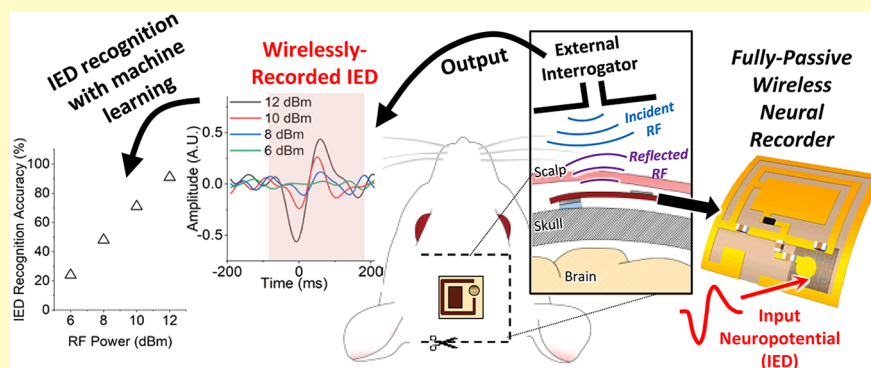 IED recognition
with machine
learning
IED Recognition Accuracy (%)
100
80
60
40
20
0
6
8
10
12
RF Power (dBm)
Wirelessly-
Recorded IED
12 dBm
10 dBm
8 dBm
6 dBm
Amplitude (A.U.)
0.5
0.0
-0.5
-200
0
200
Time (ms)
Output
External
Interrogator
Incident
RF
Reflected
RF
Scalp
Skull
Brain
Fully-Passive
Wireless
Neural
Recorder
Input
Neuropotential
(IED)